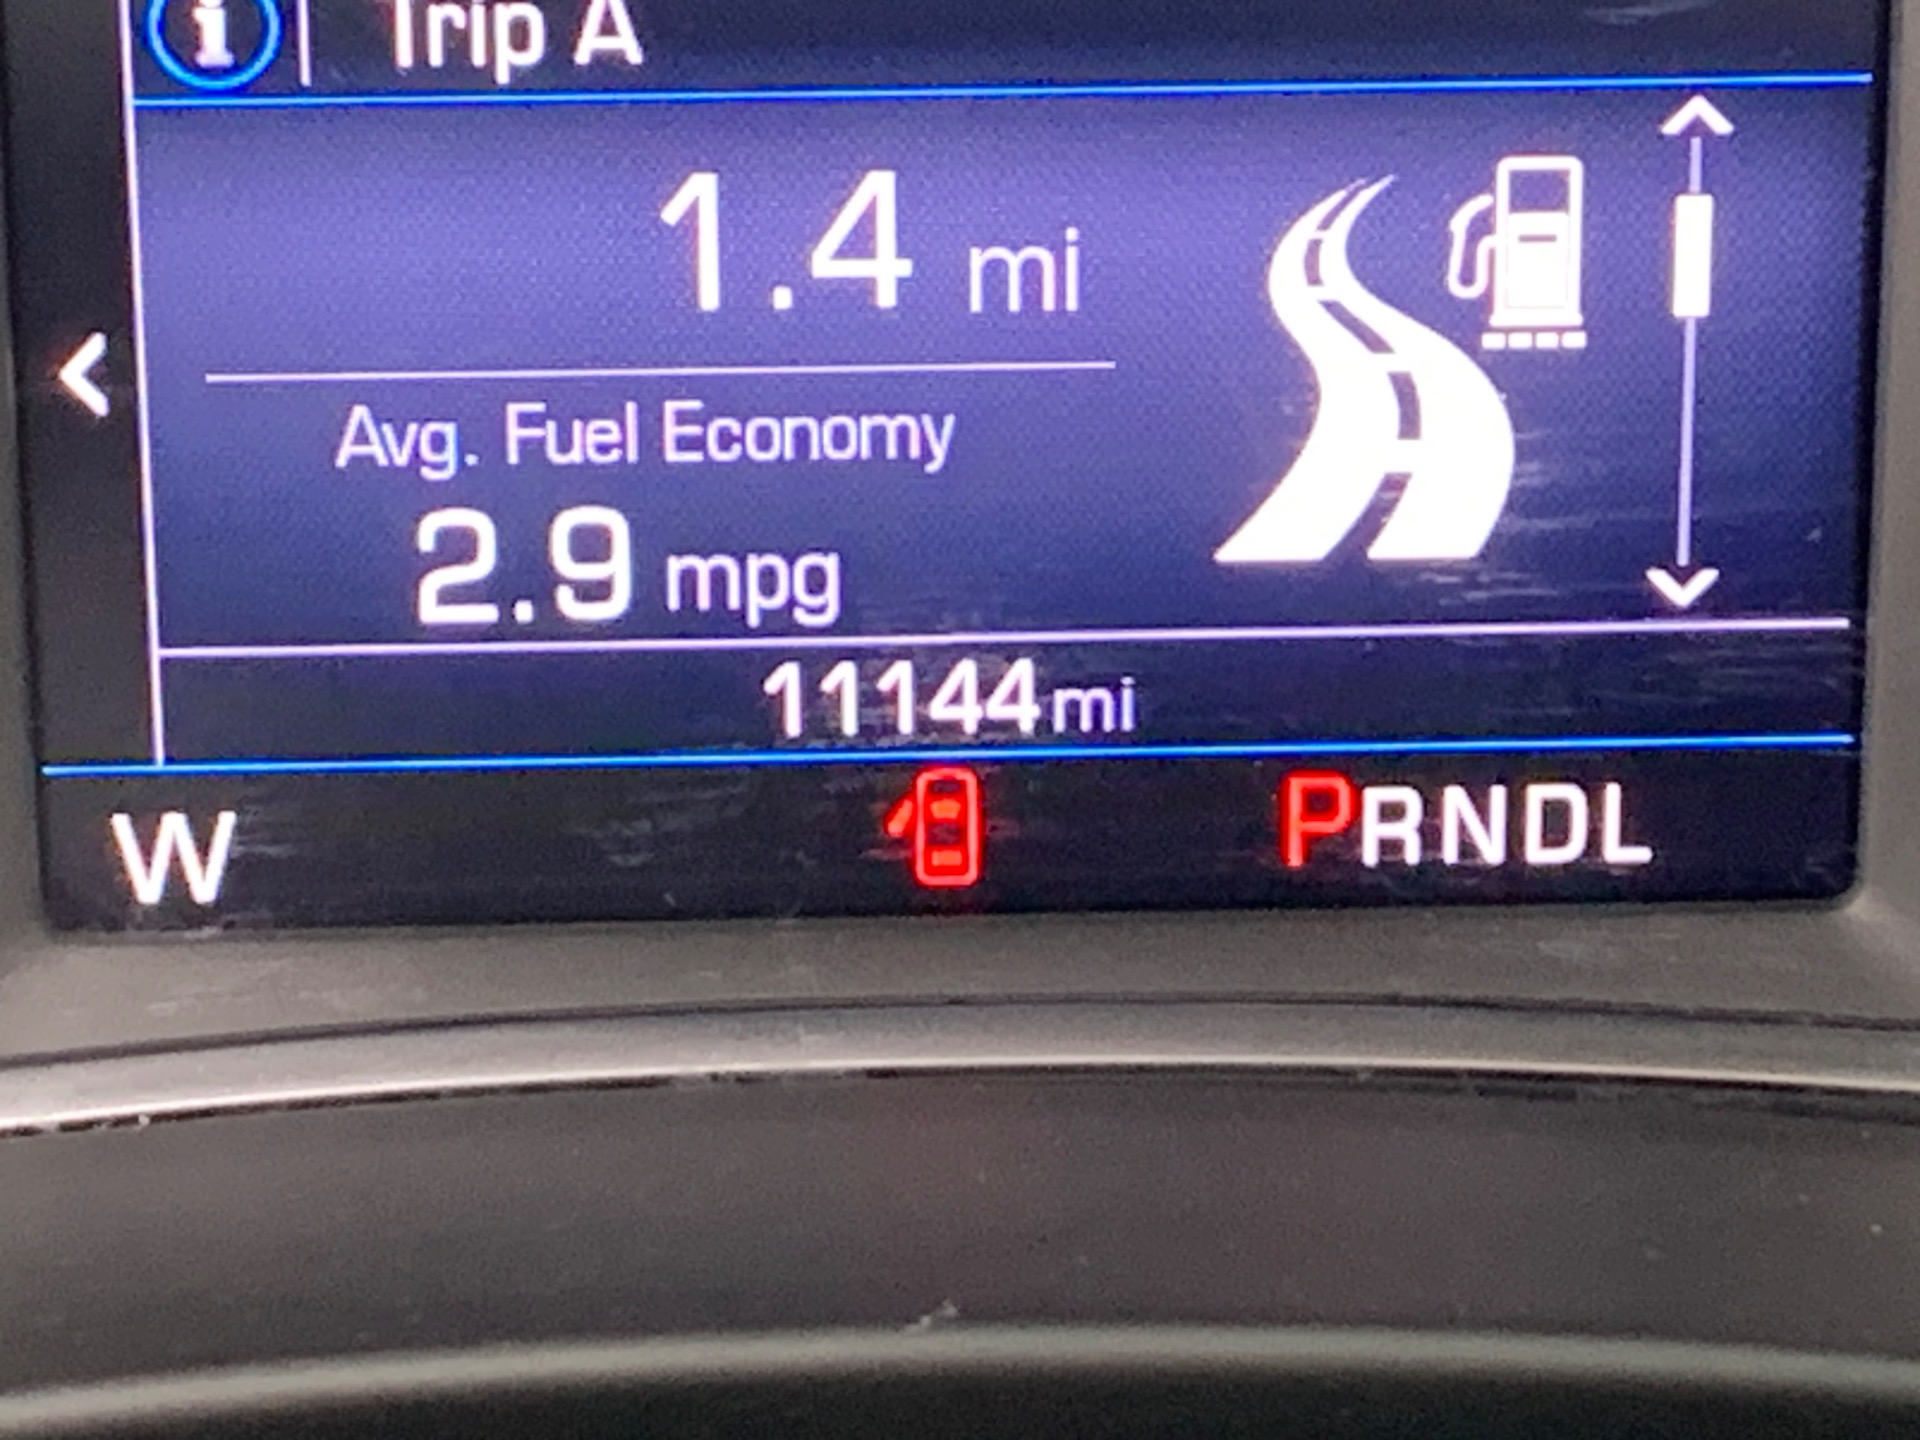 i Trip A
1.4 mi
Avg. Fuel Economy
2.9 mpg
11144 mi
W PRNDL